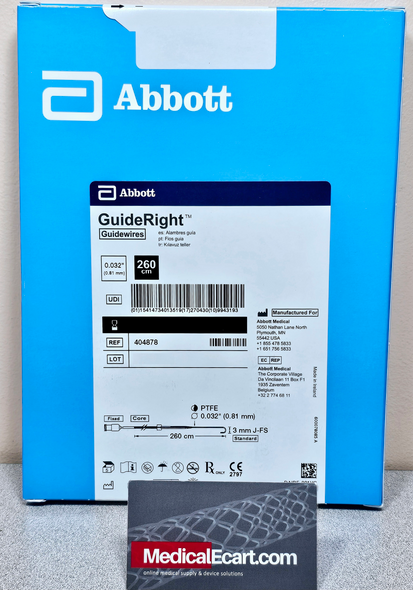 Abbott
Abbott
GuideRight™
Guidewires
es: Alambres guía
pt: Fios guia
tr: Kılavuz teller
0.032"
(0.81 mm)
260
cm
UDI
(01)15414734013519(17)270430(10)9943193
REF 404878
LOT
Manufactured For
Abbott Medical
5050 Nathan Lane North
Plymouth, MN
55442 USA
+1 855 478 5833
+1 651 756 5833
EC REP
Abbott Medical
The Corporate Village
Da Vincilaan 11 Box F1
1935 Zaventem
Belgium
+32 2 774 68 11
Made in Ireland
PTFE
0.032" (0.81 mm)
Fixed
Core
260 cm
3 mm J-FS
Standard
Rx ONLY
CE
2797
MedicalEcart.com
online medical supply & device solutions